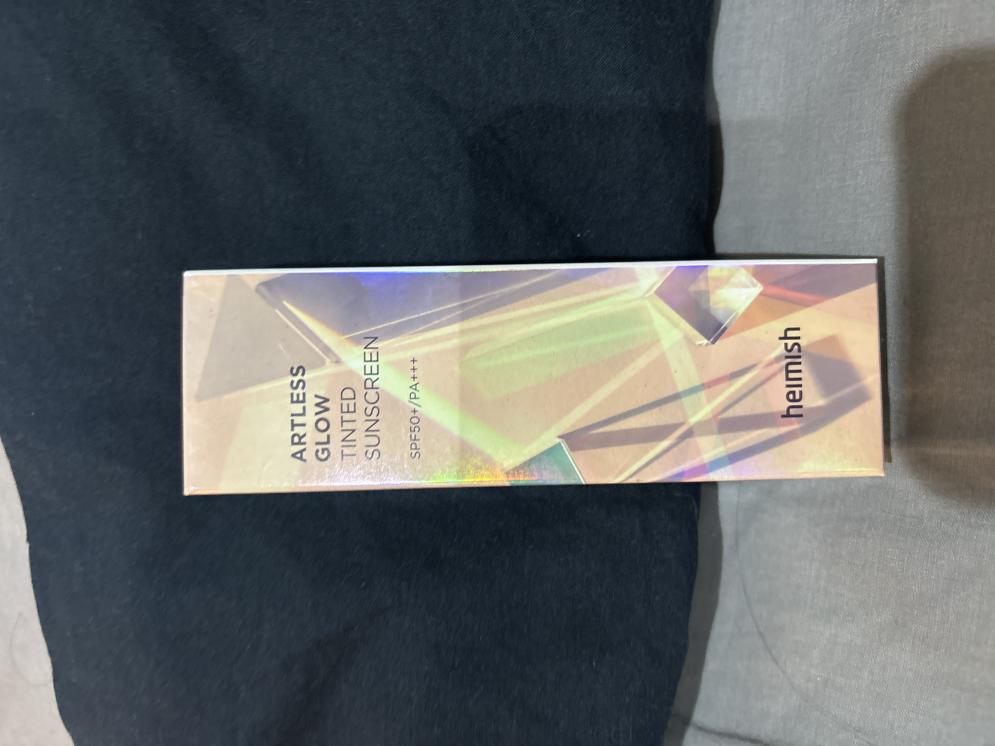 ARTLESS
GLOW
TINTED
SUNSCREEN
SPF50+/PA+++
heimish